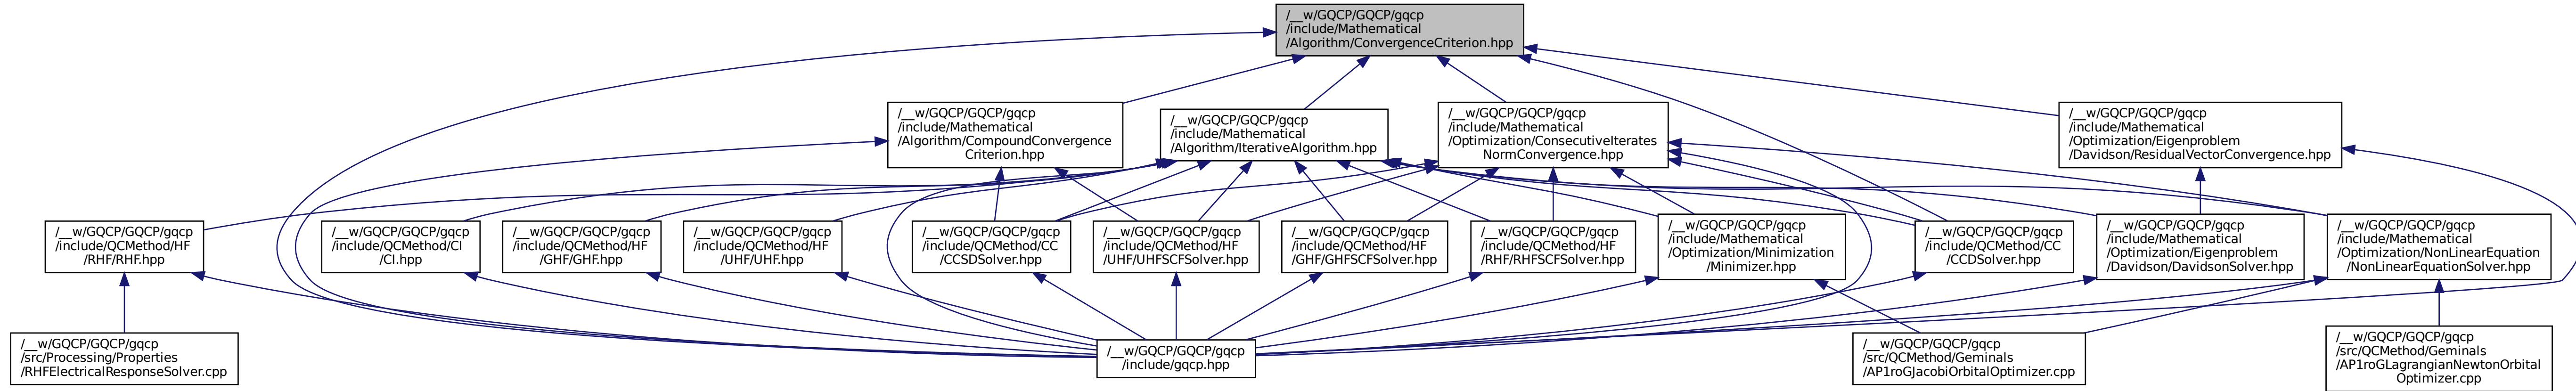 /__w/GQCP/GQCP/gqcp
/include/Mathematical
/Algorithm/ConvergenceCriterion.hpp
/__w/GQCP/GQCP/gqcp
/include/Mathematical
/Algorithm/CompoundConvergence
Criterion.hpp
/__w/GQCP/GQCP/gqcp
/include/Mathematical
/Algorithm/IterativeAlgorithm.hpp
/__w/GQCP/GQCP/gqcp
/include/Mathematical
/Optimization/ConsecutiveIterates
NormConvergence.hpp
/__w/GQCP/GQCP/gqcp
/include/Mathematical
/Optimization/Eigenproblem
/Davidson/ResidualVectorConvergence.hpp
/__w/GQCP/GQCP/gqcp
/include/QCMethod/HF
/RHF/RHF.hpp
/__w/GQCP/GQCP/gqcp
/include/QCMethod/CI
/CI.hpp
/__w/GQCP/GQCP/gqcp
/include/QCMethod/HF
/GHF/GHF.hpp
/__w/GQCP/GQCP/gqcp
/include/QCMethod/HF
/UHF/UHF.hpp
/__w/GQCP/GQCP/gqcp
/include/QCMethod/CC
/CCSDSolver.hpp
/__w/GQCP/GQCP/gqcp
/include/QCMethod/HF
/UHF/UHFSCFSolver.hpp
/__w/GQCP/GQCP/gqcp
/include/QCMethod/HF
/GHF/GHFSCFSolver.hpp
/__w/GQCP/GQCP/gqcp
/include/QCMethod/HF
/RHF/RHFSCFSolver.hpp
/__w/GQCP/GQCP/gqcp
/include/Mathematical
/Optimization/Minimization
/Minimizer.hpp
/__w/GQCP/GQCP/gqcp
/include/QCMethod/CC
/CCDSolver.hpp
/__w/GQCP/GQCP/gqcp
/include/Mathematical
/Optimization/Eigenproblem
/Davidson/DavidsonSolver.hpp
/__w/GQCP/GQCP/gqcp
/include/Mathematical
/Optimization/NonLinearEquation
/NonLinearEquationSolver.hpp
/__w/GQCP/GQCP/gqcp
/src/Processing/Properties
/RHFElectricalResponseSolver.cpp
/__w/GQCP/GQCP/gqcp
/include/gqcp.hpp
/__w/GQCP/GQCP/gqcp
/src/QCMethod/Geminals
/AP1roGJacobiOrbitalOptimizer.cpp
/__w/GQCP/GQCP/gqcp
/src/QCMethod/Geminals
/AP1roGLagrangianNewtonOrbital
Optimizer.cpp